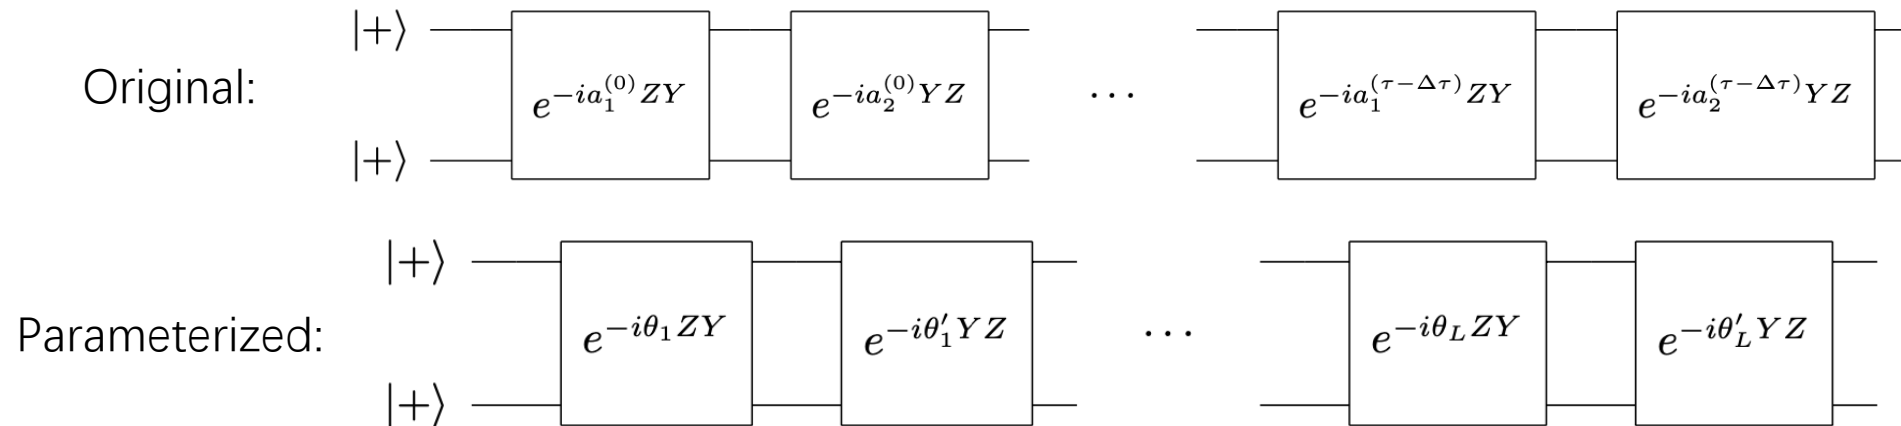 |+⟩
Original: e^{-ia_1^{(0)}ZY} e^{-ia_2^{(0)}YZ} ··· e^{-ia_1^{(τ-Δτ)}ZY} e^{-ia_2^{(τ-Δτ)}YZ}
|+⟩
|+⟩
Parameterized: e^{-iθ_1ZY} e^{-iθ'_1YZ} ··· e^{-iθ_LZY} e^{-iθ'_LYZ}
|+⟩